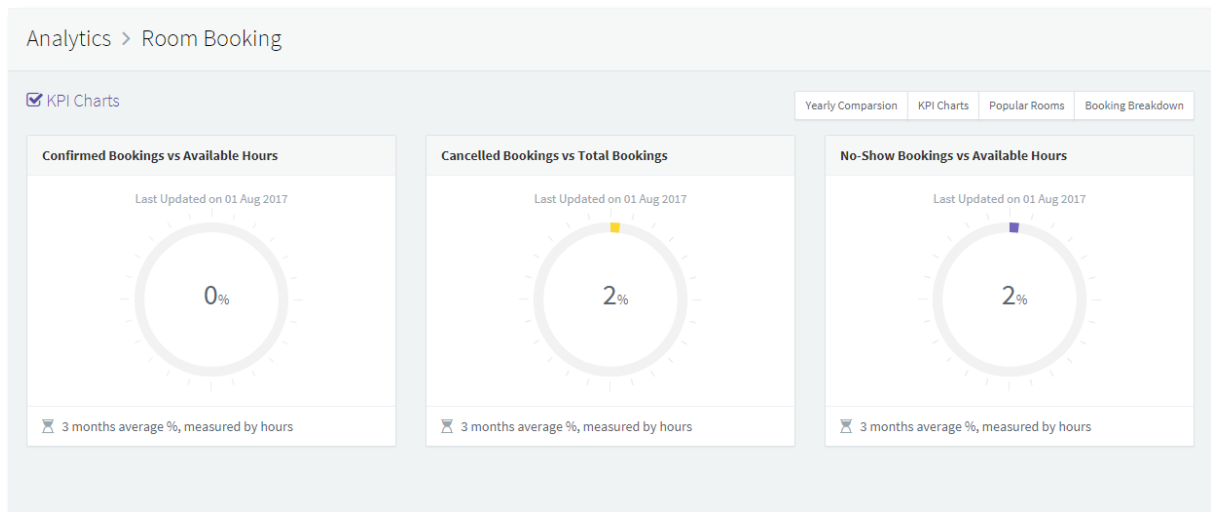 Analytics > Room Booking
KPI Charts
Yearly Comparsion KPI Charts Popular Rooms Booking Breakdown
Confirmed Bookings vs Available Hours
Last Updated on 01 Aug 2017
0%
3 months average %, measured by hours
Cancelled Bookings vs Total Bookings
Last Updated on 01 Aug 2017
2%
3 months average %, measured by hours
No-Show Bookings vs Available Hours
Last Updated on 01 Aug 2017
2%
3 months average %, measured by hours